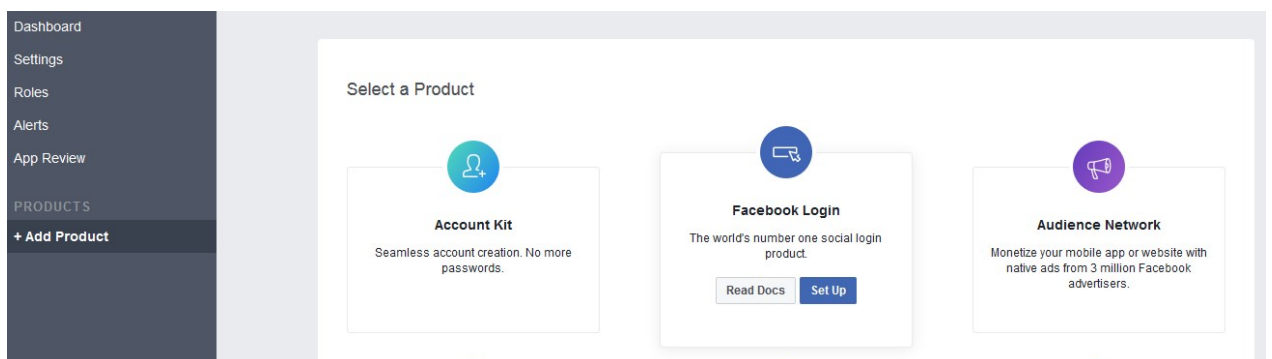 Dashboard
Settings
Roles
Alerts
App Review
PRODUCTS
+ Add Product
Select a Product
Account Kit
Seamless account creation. No more
passwords.
Facebook Login
The world's number one social login
product.
Read Docs
Set Up
Audience Network
Monetize your mobile app or website with
native ads from 3 million Facebook
advertisers.